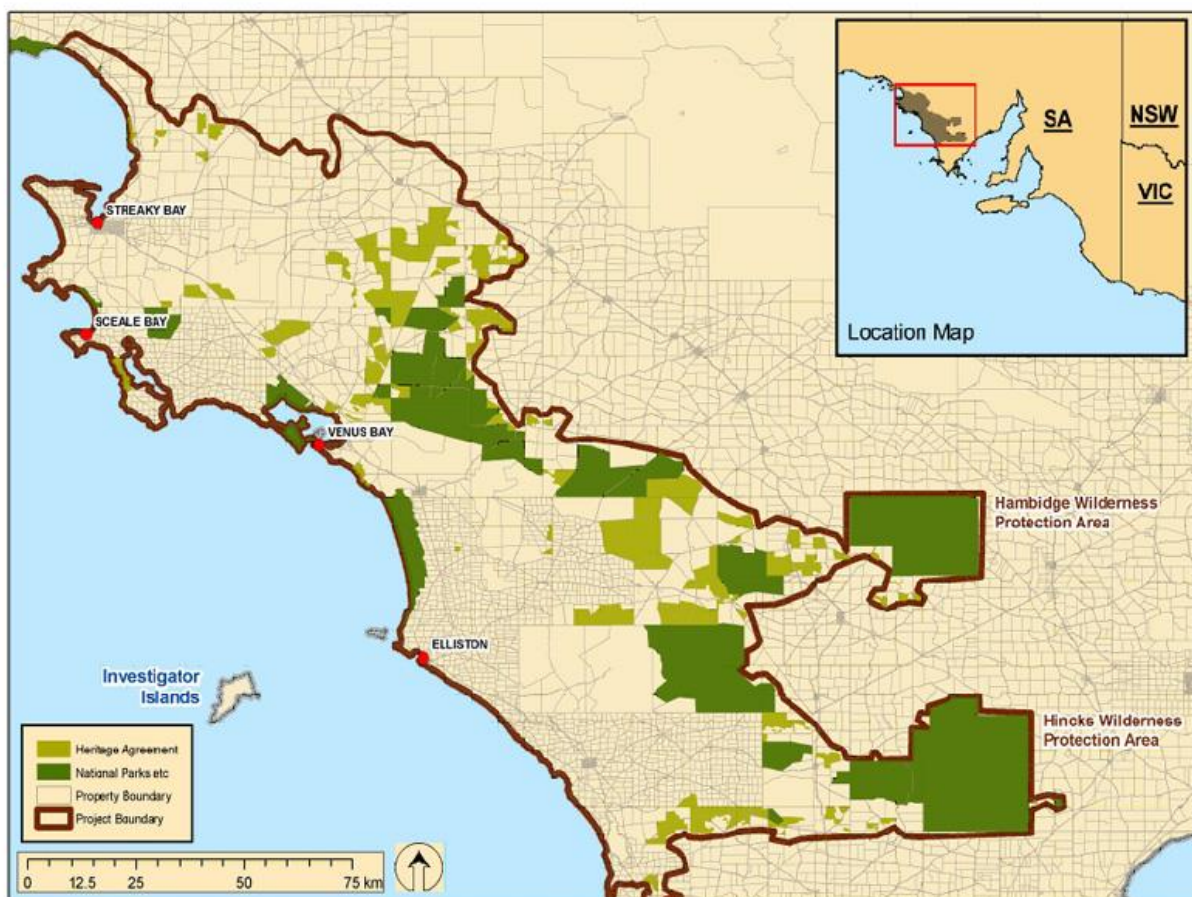 SA
NSW
VIC
Location Map
STREAKY BAY
SCEALE BAY
VENUS BAY
Hambidge Wilderness
Protection Area
ELLISTON
Investigator
Islands
Hincks Wilderness
Protection Area
Heritage Agreement
National Parks etc
Property Boundary
Project Boundary
0 12.5 25 50 75 km